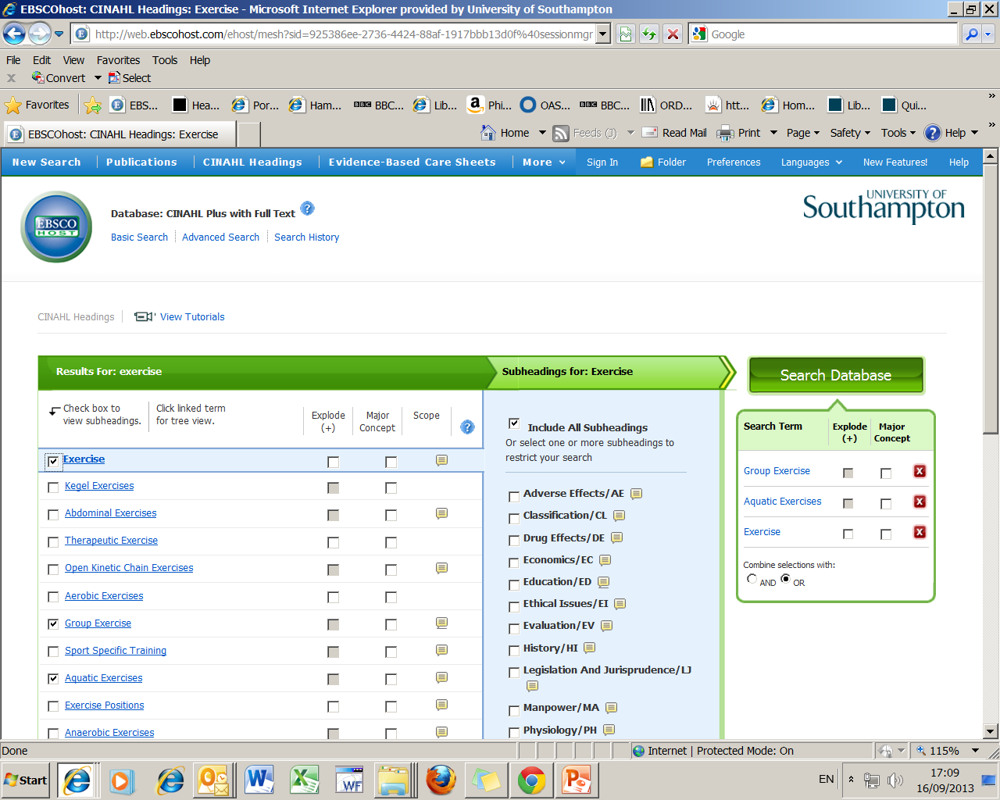 EBSCOhost: CINAHL Headings: Exercise - Microsoft Internet Explorer provided by University of Southampton
http://web.ebscohost.com/ehost/mesh?sid=925386ee-2736-4424-88af-1917bbb13d0f%40sessionmgr
Google
File Edit View Favorites Tools Help
x Convert Select
Favorites EBS... Hea... Por... Ham... BBC BBC... Lib... Phi... OAS... BBC BBC... ORD... htt... Hom... Lib... Qui... »
EBSCOhost: CINAHL Headings: Exercise
Home Feeds (J) Read Mail Print Page Safety Tools Help »
New Search Publications CINAHL Headings Evidence-Based Care Sheets More Sign In Folder Preferences Languages New Features! Help
EBSCO
HOST
Database: CINAHL Plus with Full Text
Basic Search Advanced Search Search History
UNIVERSITY OF
Southampton
CINAHL Headings View Tutorials
Results For: exercise
Check box to
view subheadings.
Click linked term
for tree view.
Explode
(+)
Major
Concept
Scope
Exercise
Kegel Exercises
Abdominal Exercises
Therapeutic Exercise
Open Kinetic Chain Exercises
Aerobic Exercises
Group Exercise
Sport Specific Training
Aquatic Exercises
Exercise Positions
Anaerobic Exercises
Subheadings for: Exercise
Include All Subheadings
Or select one or more subheadings to
restrict your search
Adverse Effects/AE
Classification/CL
Drug Effects/DE
Economics/EC
Education/ED
Ethical Issues/EI
Evaluation/EV
History/HI
Legislation And Jurisprudence/LJ
Manpower/MA
Physiology/PH
Search Database
Search Term
Explode
(+)
Major
Concept
Group Exercise
Aquatic Exercises
Exercise
Combine selections with:
AND OR
Done
Internet | Protected Mode: On
115%
Start
WF
EN
17:09
16/09/2013